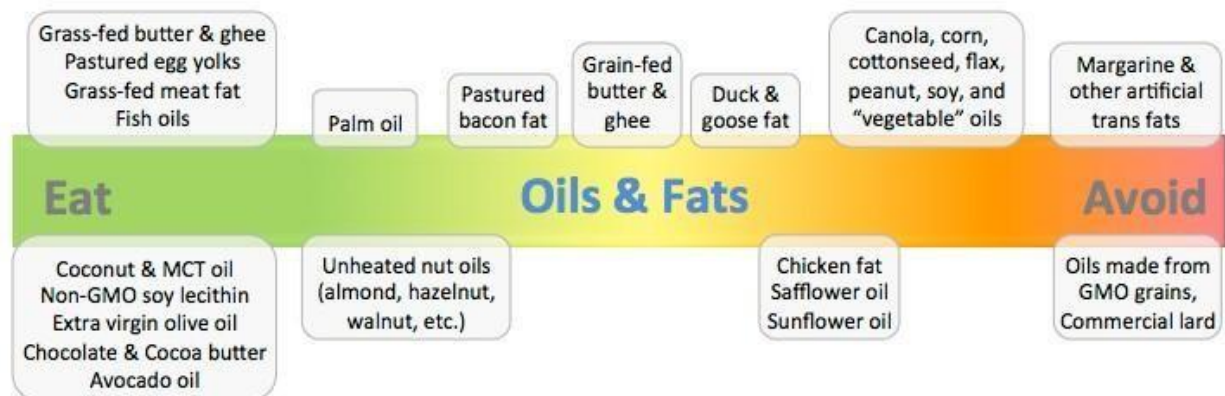 Grass-fed butter & ghee
Pastured egg yolks
Grass-fed meat fat
Fish oils
Palm oil
Pastured
bacon fat
Grain-fed
butter &
ghee
Duck &
goose fat
Canola, corn,
cottonseed, flax,
peanut, soy, and
“vegetable” oils
Margarine &
other artificial
trans fats
Eat
Oils & Fats
Avoid
Coconut & MCT oil
Non-GMO soy lecithin
Extra virgin olive oil
Chocolate & Cocoa butter
Avocado oil
Unheated nut oils
(almond, hazelnut,
walnut, etc.)
Chicken fat
Safflower oil
Sunflower oil
Oils made from
GMO grains,
Commercial lard